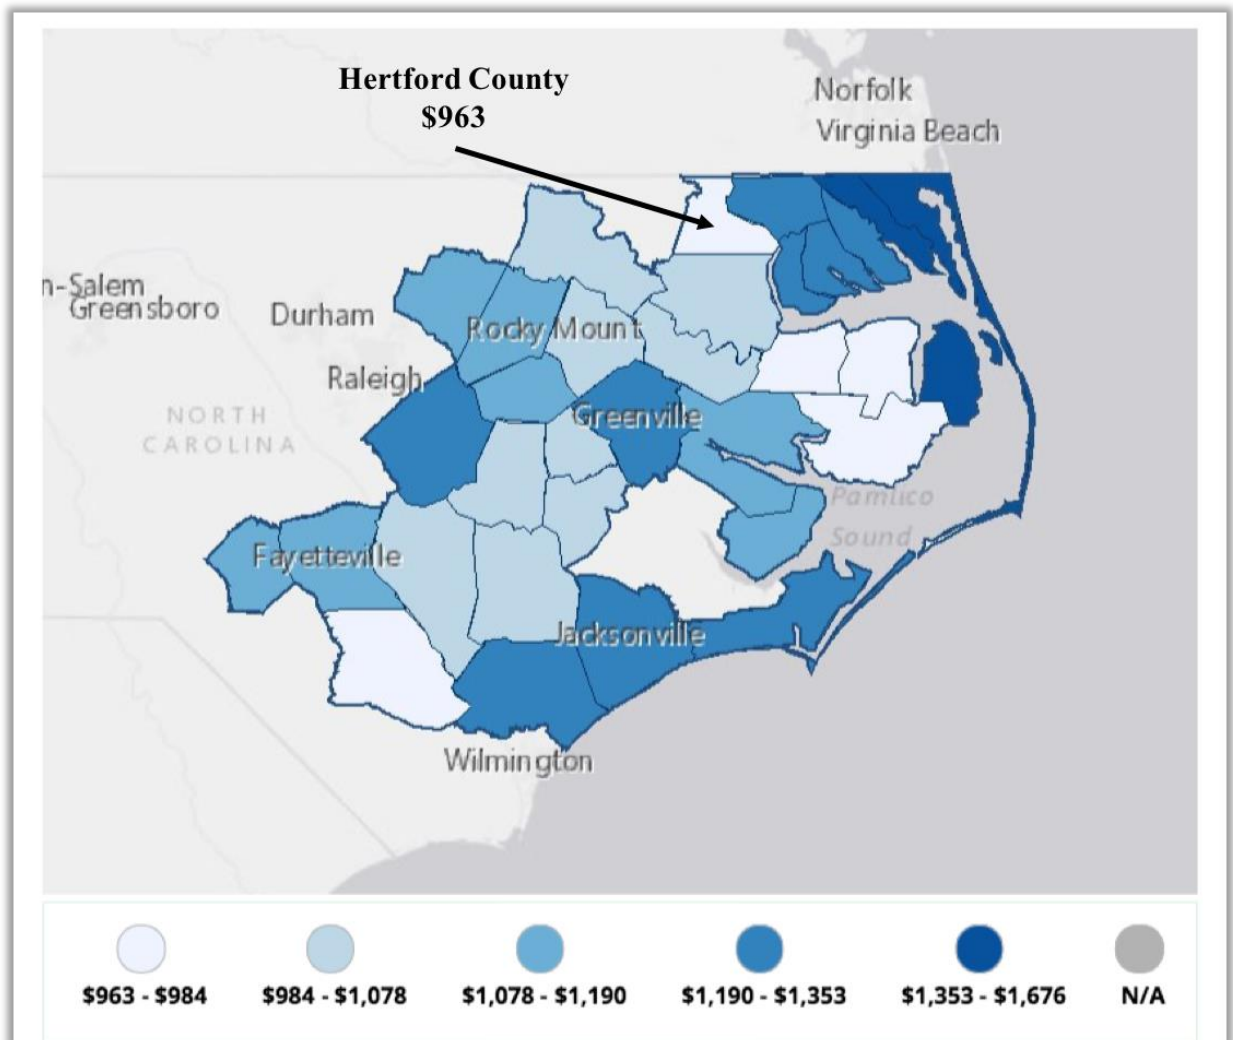 Hertford County
$963
Norfolk
Virginia Beach
n-Salem
Greensboro
Durham
Rocky Mount
Raleigh
NORTH
CAROLINA
Greenville
Pamlico
Sound
Fayetteville
Jacksonville
Wilmington
$963 - $984
$984 - $1,078
$1,078 - $1,190
$1,190 - $1,353
$1,353 - $1,676
N/A